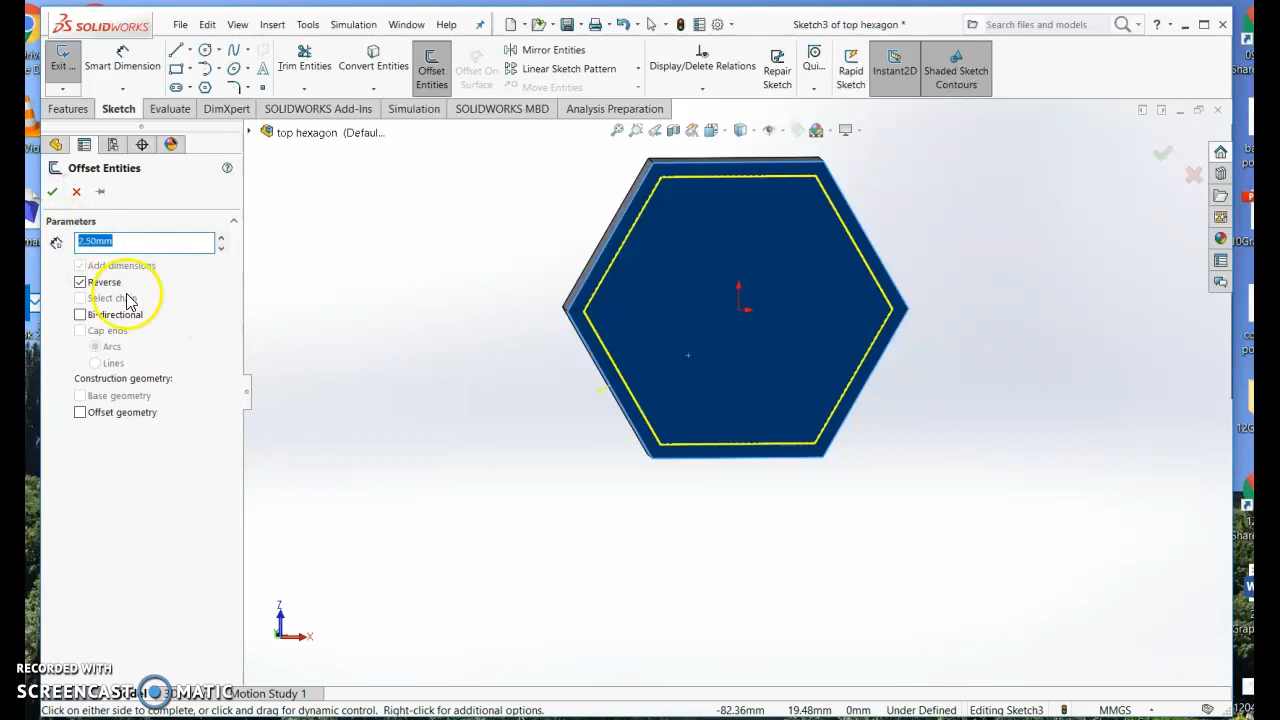 SOLIDWORKS
File Edit View Insert Tools Simulation Window Help
Sketch3 of top hexagon *
Search files and models
Exit ...
Smart Dimension
Trim Entities
Convert Entities
Offset Entities
Offset On Surface
Mirror Entities
Linear Sketch Pattern
Move Entities
Display/Delete Relations
Repair Sketch
Qui...
Rapid Sketch
Instant2D
Shaded Sketch Contours
Features Sketch Evaluate DimXpert SOLIDWORKS Add-Ins Simulation SOLIDWORKS MBD Analysis Preparation
top hexagon (Defaul...
Offset Entities
Parameters
2.50mm
Add dimensions
Reverse
Select chain
Bi-directional
Cap ends
Arcs
Lines
Construction geometry:
Base geometry
Offset geometry
Z
X
RECORDED WITH
SCREENCAST MATIC
Motion Study 1
Click on either side to complete, or click and drag for dynamic control. Right-click for additional options.
-82.36mm 19.48mm 0mm Under Defined Editing Sketch3 MMGS